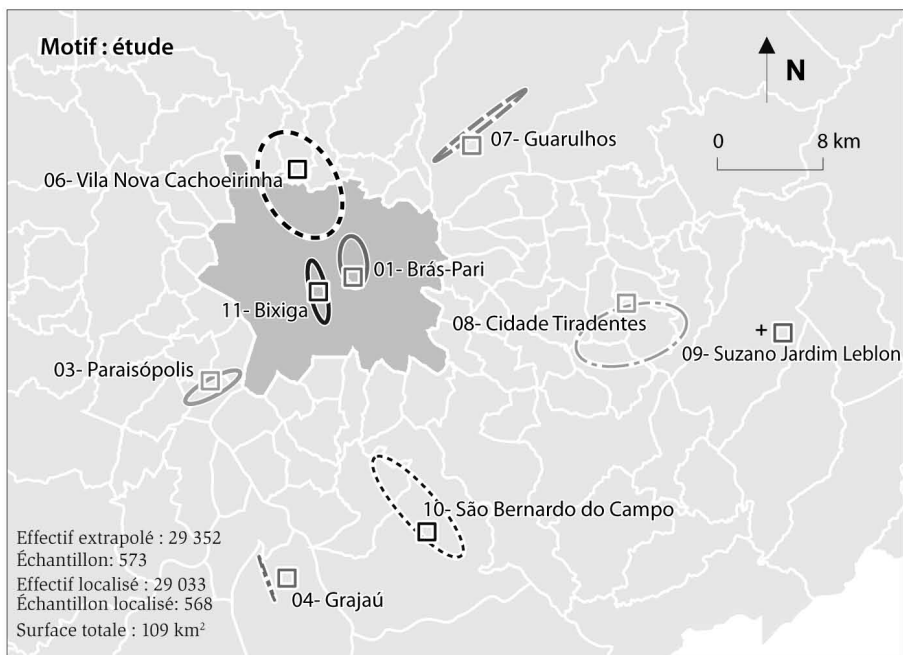 Motif : étude
N
0 8 km
07- Guarulhos
06- Vila Nova Cachoeirinha
01- Brás-Pari
11- Bixiga
08- Cidade Tiradentes
09- Suzano Jardim Leblon
03- Paraisópolis
10- São Bernardo do Campo
04- Grajaú
Effectif extrapolé : 29 352
Échantillon: 573
Effectif localisé : 29 033
Échantillon localisé: 568
Surface totale : 109 km²